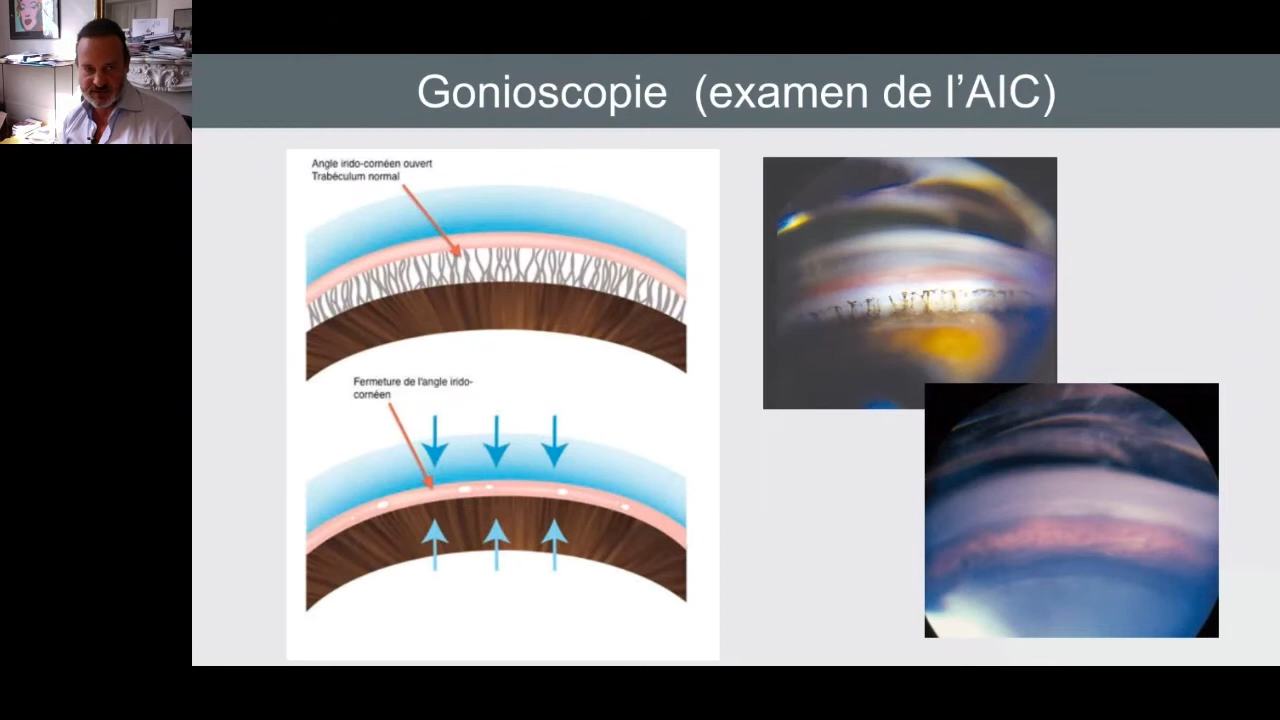 Gonioscopie (examen de l’AIC)
Angle irido-cornéen ouvert
Trabéculum normal
Fermeture de l'angle irido-
cornéen